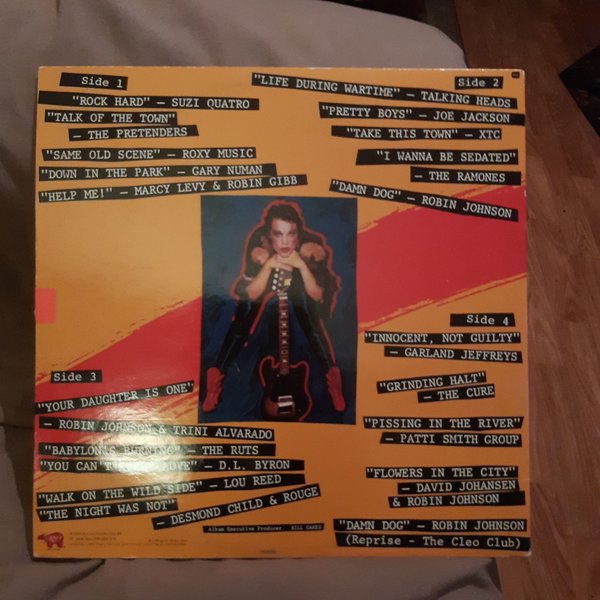 Side 1
"ROCK HARD" — SUZI QUATRO
"TALK OF THE TOWN"
— THE PRETENDERS
"SAME OLD SCENE" — ROXY MUSIC
"DOWN IN THE PARK" — GARY NUMAN
"HELP ME!" — MARCY LEVY & ROBIN GIBB
Side 2
"LIFE DURING WARTIME" — TALKING HEADS
"PRETTY BOYS" — JOE JACKSON
"TAKE THIS TOWN" — XTC
"I WANNA BE SEDATED"
— THE RAMONES
"DAMN DOG" — ROBIN JOHNSON
Side 3
"YOUR DAUGHTER IS ONE"
— ROBIN JOHNSON & TRINI ALVARADO
"BABYLON'S BURNING" — THE RUTS
"YOU CAN'T HURRY LOVE" — D.L. BYRON
"WALK ON THE WILD SIDE" — LOU REED
"THE NIGHT WAS NOT"
— DESMOND CHILD & ROUGE
Side 4
"INNOCENT, NOT GUILTY"
— GARLAND JEFFREYS
"GRINDING HALT"
— THE CURE
"PISSING IN THE RIVER"
— PATTI SMITH GROUP
"FLOWERS IN THE CITY"
— DAVID JOHANSEN
& ROBIN JOHNSON
"DAMN DOG" — ROBIN JOHNSON
(Reprise - The Cleo Club)
Album Executive Producer BILL OAKES